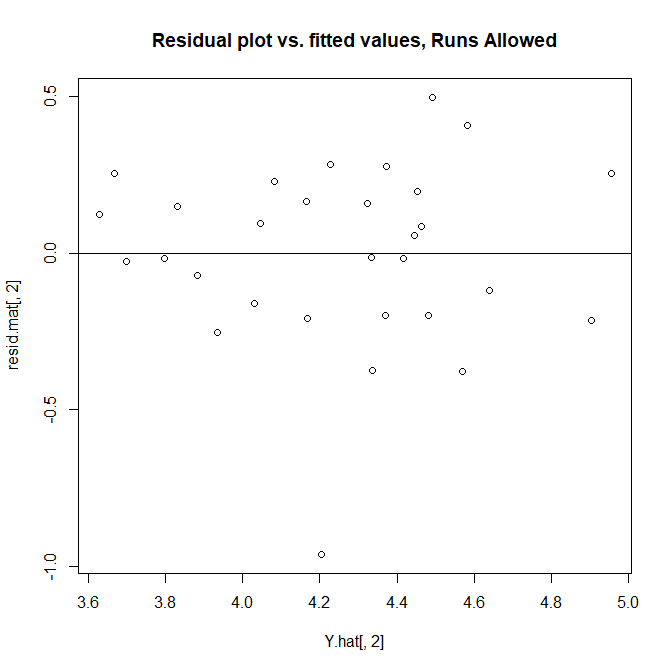 Residual plot vs. fitted values, Runs Allowed
resid.mat[, 2]
0.5
0.0
-0.5
-1.0
3.6 3.8 4.0 4.2 4.4 4.6 4.8 5.0
Y.hat[, 2]